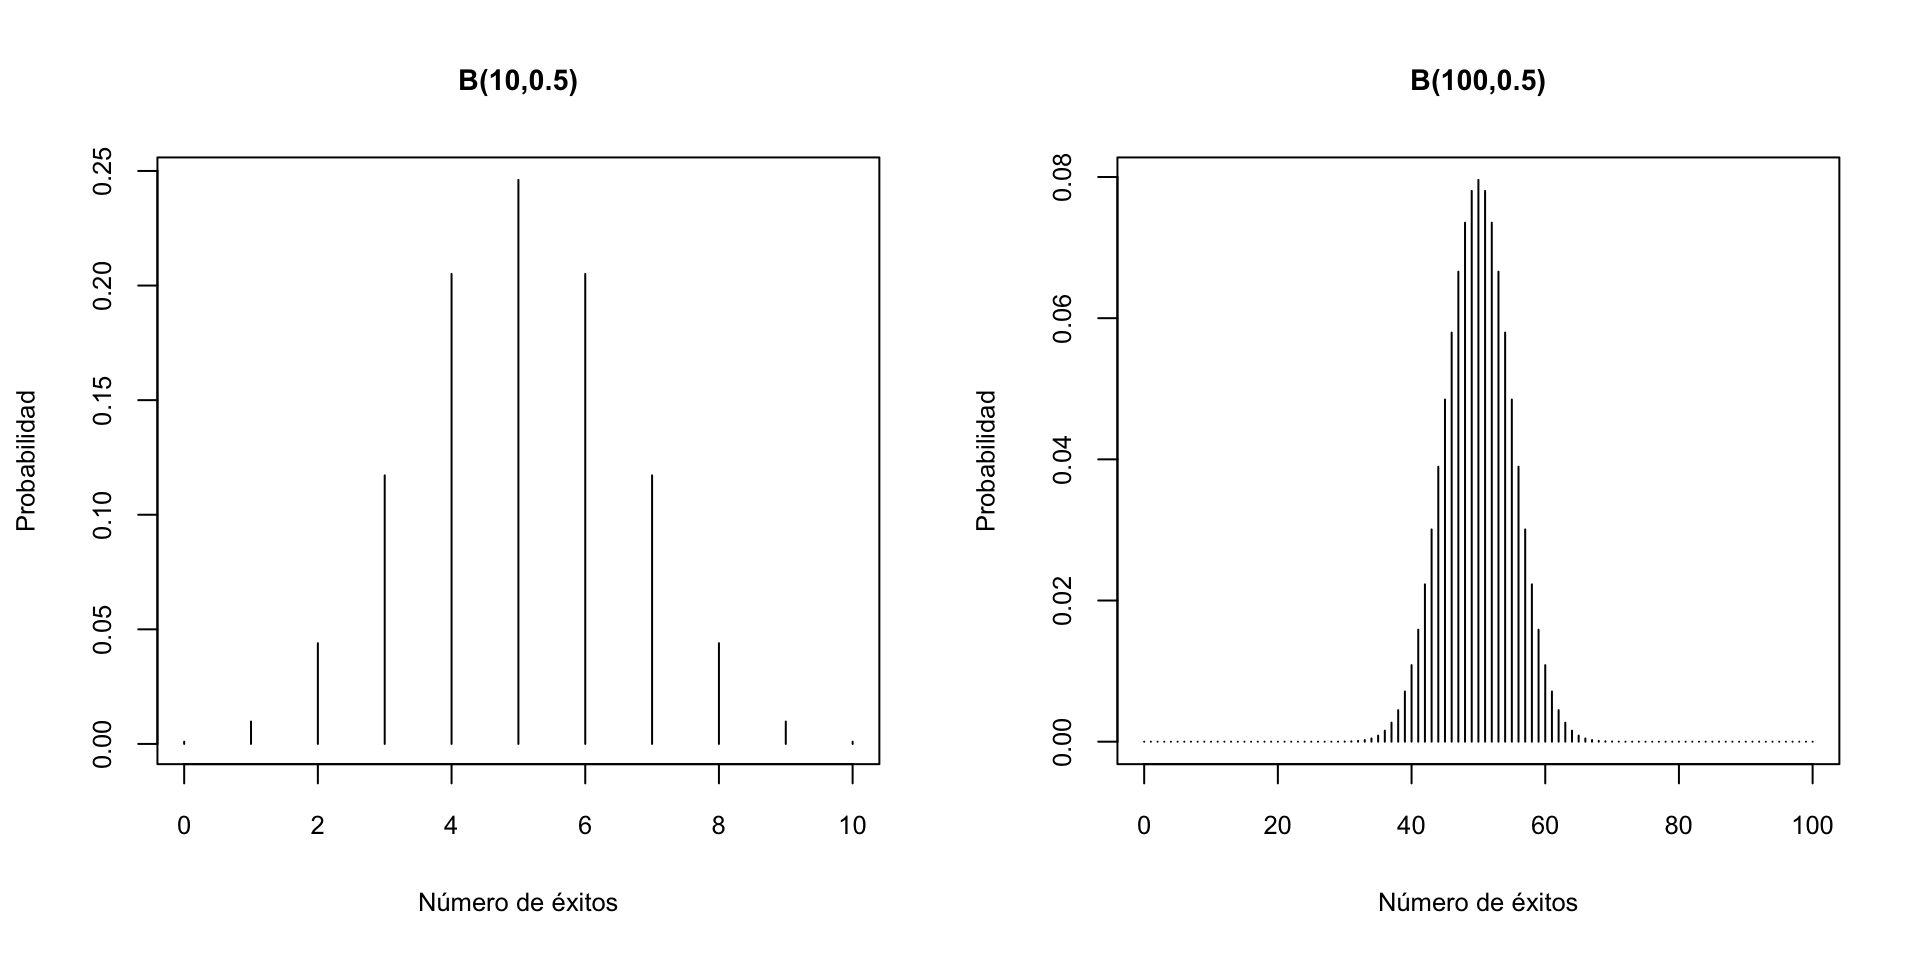 B(10,0.5)
0.25
0.20
0.15
0.10
0.05
0.00
Probabilidad
0 2 4 6 8 10
Número de éxitos
B(100,0.5)
0.08
0.06
0.04
0.02
0.00
Probabilidad
0 20 40 60 80 100
Número de éxitos